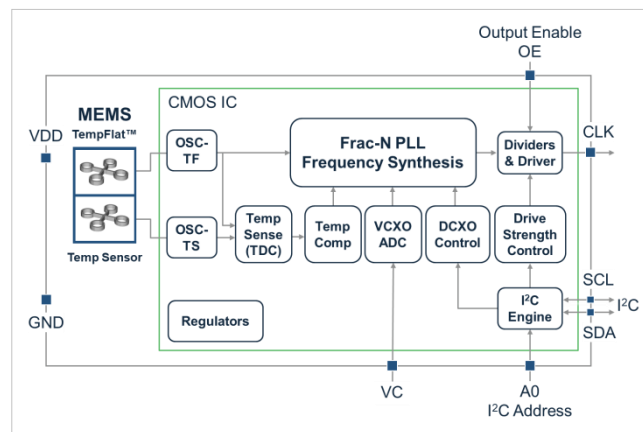 Output Enable
OE
MEMS
TempFlat™
CMOS IC
VDD
CLK
OSC-
TF
Frac-N PLL
Frequency Synthesis
Dividers
& Driver
OSC-
TS
Temp
Sense
(TDC)
Temp
Comp
VCXO
ADC
DCXO
Control
Drive
Strength
Control
Temp Sensor
SCL
I²C
SDA
I²C
Engine
GND
Regulators
VC
A0
I²C Address